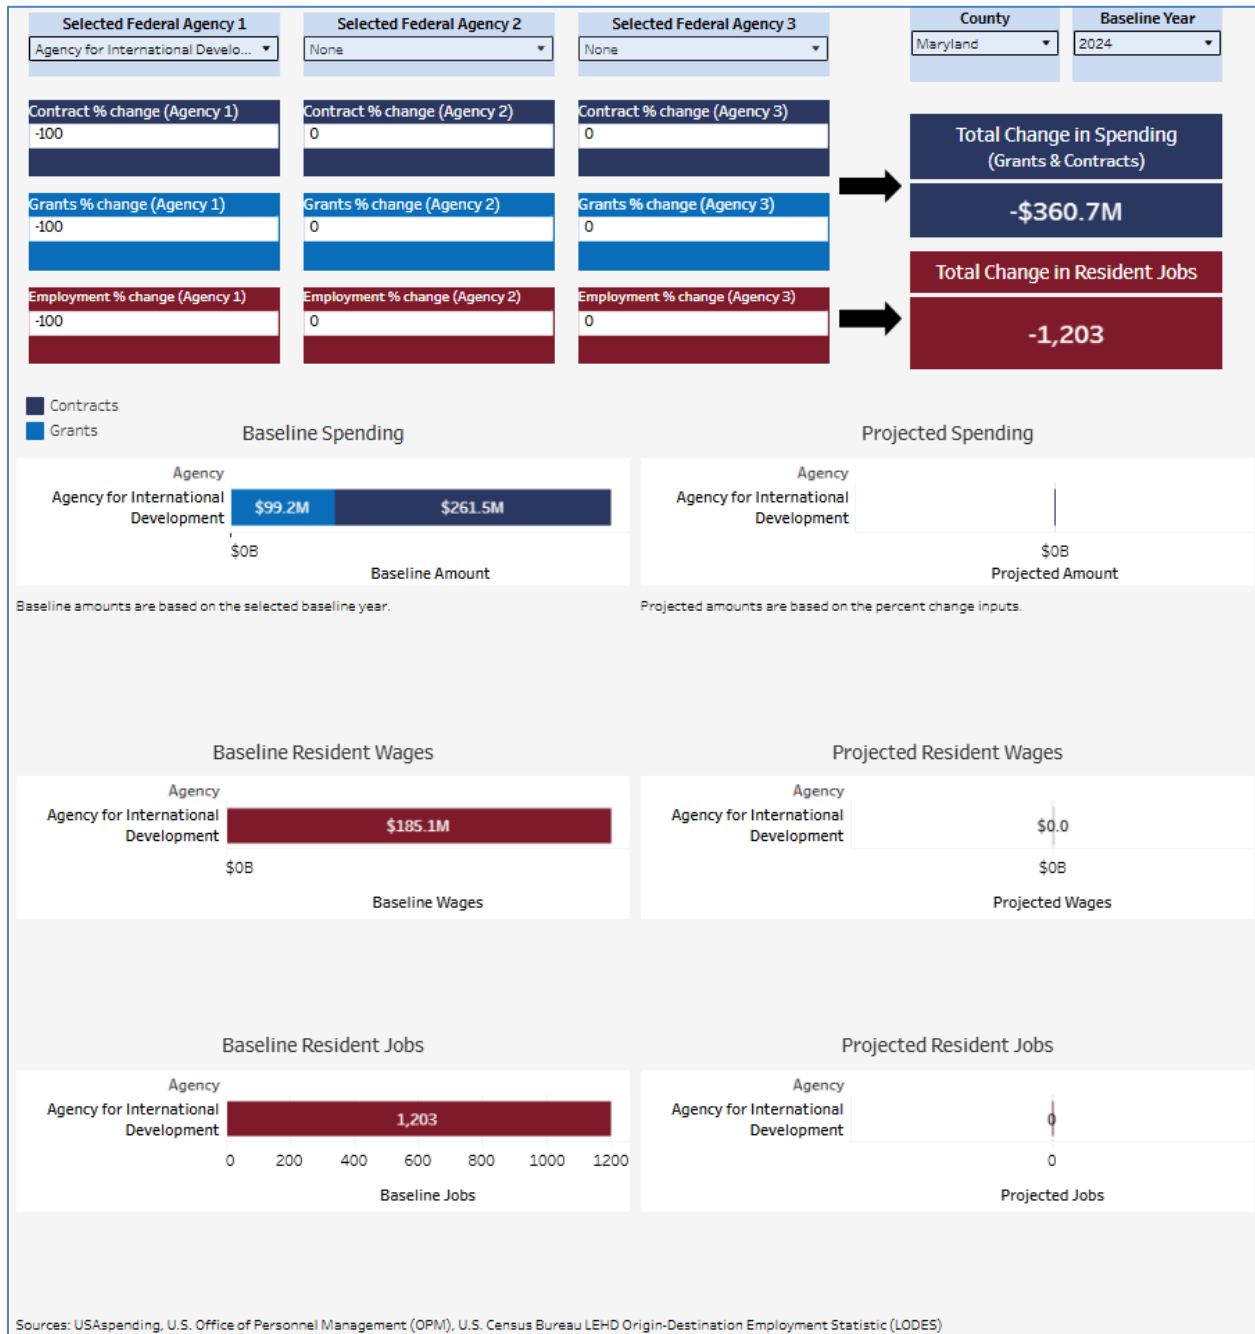 Selected Federal Agency 1
Selected Federal Agency 2
Selected Federal Agency 3
County
Baseline Year
Agency for International Develo...
None
None
Maryland
2024
Contract % change (Agency 1)
Contract % change (Agency 2)
Contract % change (Agency 3)
-100
0
0
Total Change in Spending
(Grants & Contracts)
-$360.7M
Grants % change (Agency 1)
Grants % change (Agency 2)
Grants % change (Agency 3)
-100
0
0
Total Change in Resident Jobs
-1,203
Employment % change (Agency 1)
Employment % change (Agency 2)
Employment % change (Agency 3)
-100
0
0
Contracts
Grants
Baseline Spending
Agency
Agency for International
Development
$99.2M
$261.5M
$0B
Baseline Amount
Baseline amounts are based on the selected baseline year.
Projected Spending
Agency
Agency for International
Development
$0B
Projected Amount
Projected amounts are based on the percent change inputs.
Baseline Resident Wages
Agency
Agency for International
Development
$185.1M
$0B
Baseline Wages
Projected Resident Wages
Agency
Agency for International
Development
$0.0
$0B
Projected Wages
Baseline Resident Jobs
Agency
Agency for International
Development
1,203
0 200 400 600 800 1000 1200
Baseline Jobs
Projected Resident Jobs
Agency
Agency for International
Development
0
0
Projected Jobs
Sources: USAspending, U.S. Office of Personnel Management (OPM), U.S. Census Bureau LEHD Origin-Destination Employment Statistic (LODES)